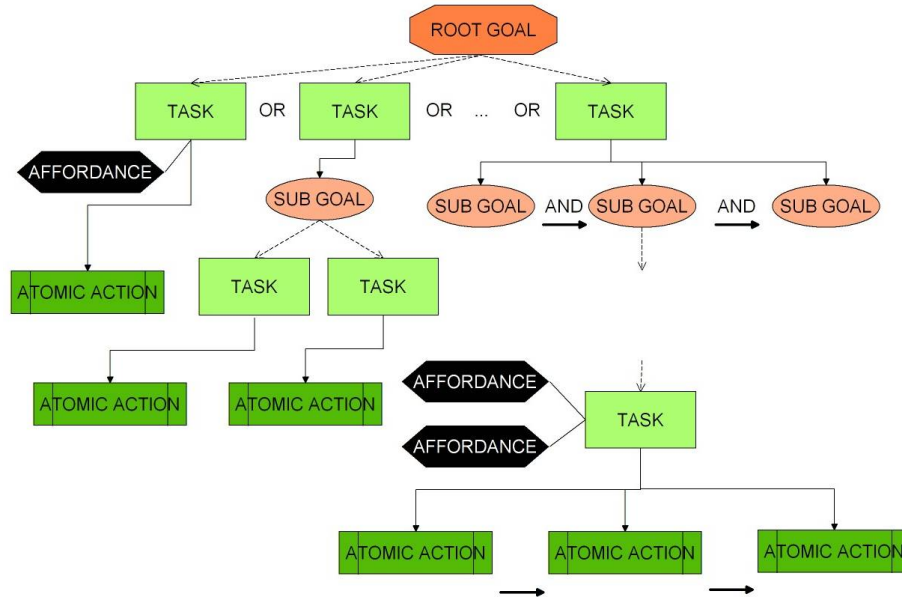 ROOT GOAL
TASK OR TASK OR ... OR TASK
AFFORDANCE
SUB GOAL SUB GOAL AND SUB GOAL AND SUB GOAL
ATOMIC ACTION TASK TASK
AFFORDANCE
ATOMIC ACTION ATOMIC ACTION
TASK
AFFORDANCE
ATOMIC ACTION ATOMIC ACTION ATOMIC ACTION